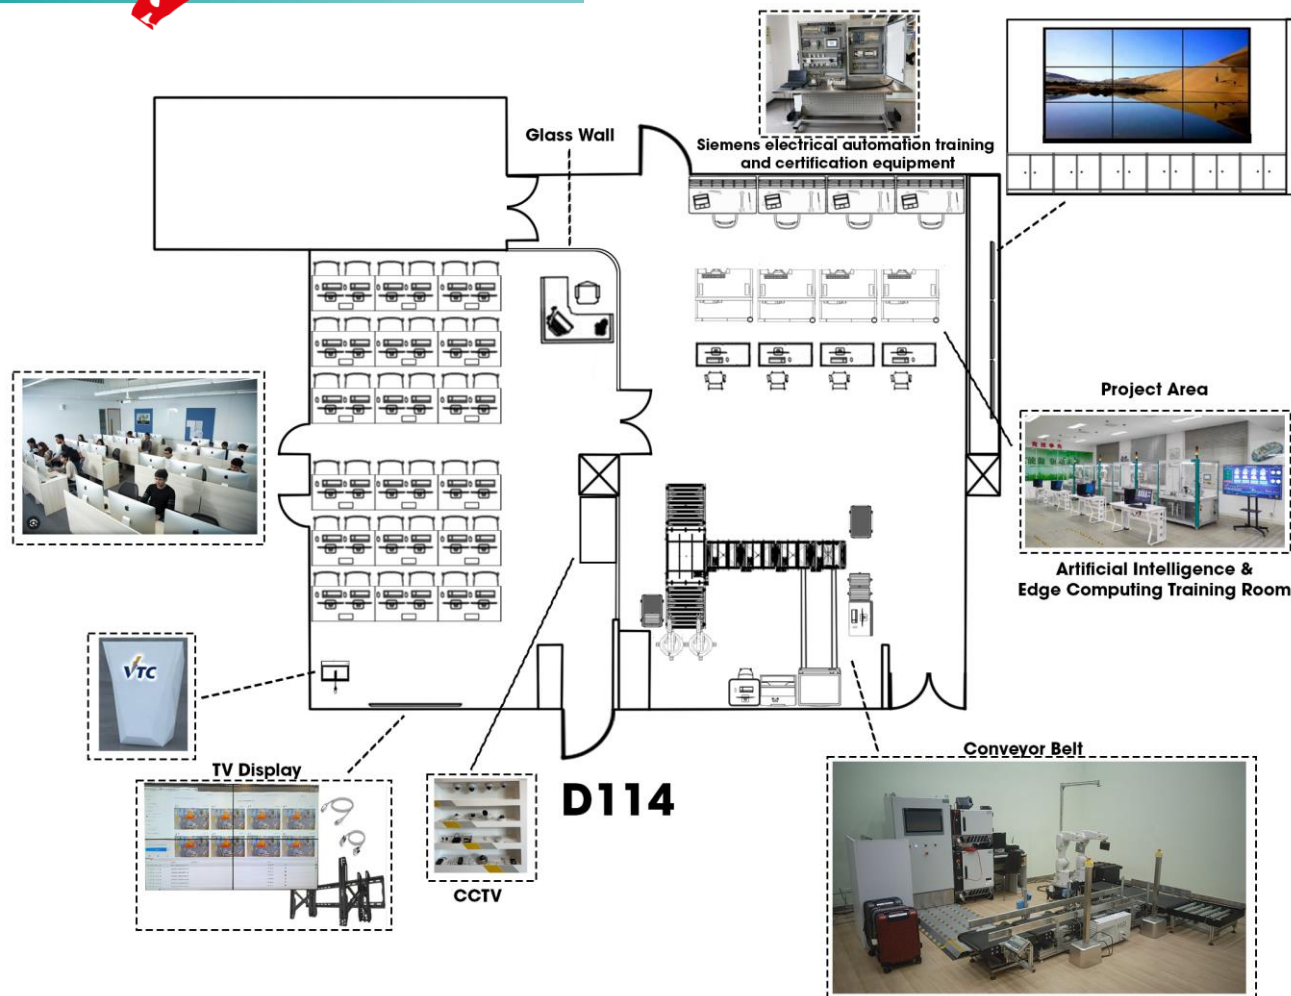 Glass Wall
Siemens electrical automation training
and certification equipment
Project Area
Artificial Intelligence &
Edge Computing Training Room
VTC
TV Display
CCTV
D114
Conveyor Belt